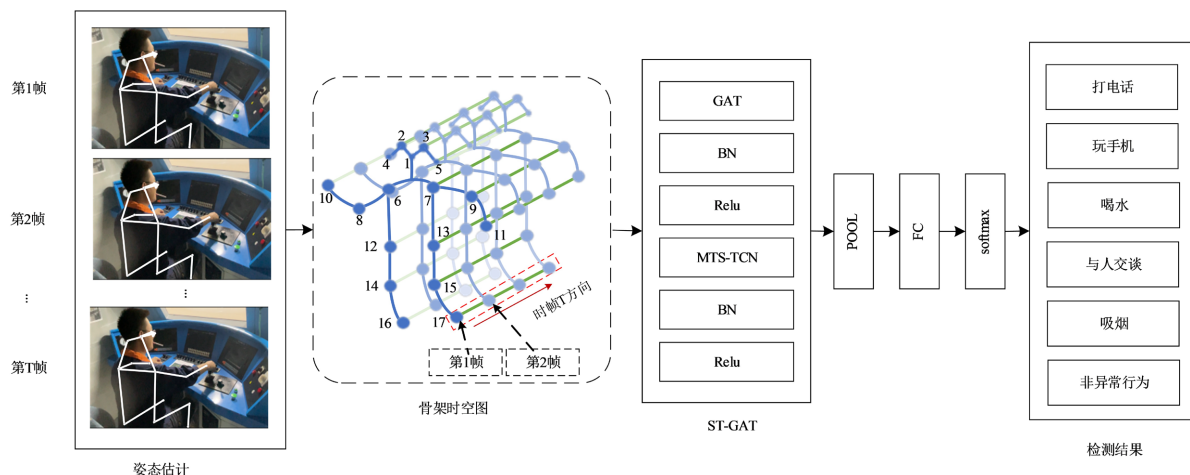 第1帧
第2帧
...
第T帧
...
姿态估计
2
3
4
1
5
10
6
7
8
9
11
12
13
14
15
16
17
时帧T方向
第1帧
第2帧
骨架时空图
GAT
BN
Relu
MTS-TCN
BN
Relu
ST-GAT
POOL
FC
softmax
打电话
玩手机
喝水
与人交谈
吸烟
非异常行为
检测结果